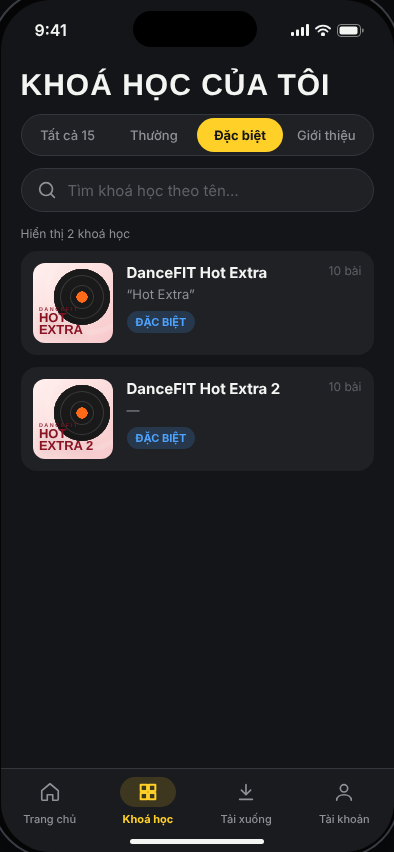 9:41
KHOÁ HỌC CỦA TÔI
Tất cả 15 Thường Đặc biệt Giới thiệu
Tìm khoá học theo tên...
Hiển thị 2 khoá học
DanceFIT Hot Extra 10 bài
“Hot Extra”
ĐẶC BIỆT
DANCEFIT
HOT
EXTRA
DanceFIT Hot Extra 2 10 bài
—
ĐẶC BIỆT
DANCEFIT
HOT
EXTRA 2
Trang chủ Khoá học Tải xuống Tài khoản